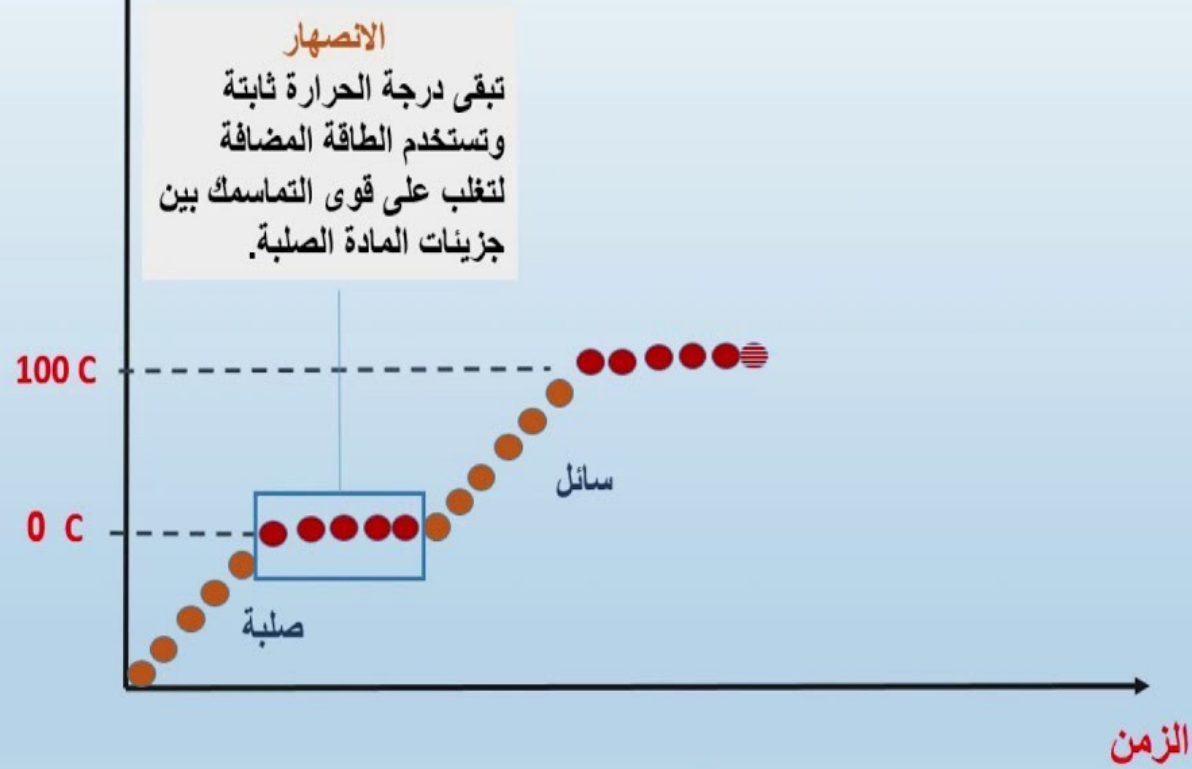 الانصهار
تبقى درجة الحرارة ثابتة
وتستخدم الطاقة المضافة
لتغلب على قوى التماسمك بين
جزيئات المادة الصلبة.
100 C
سائل
0 C
صلبة
الزمن